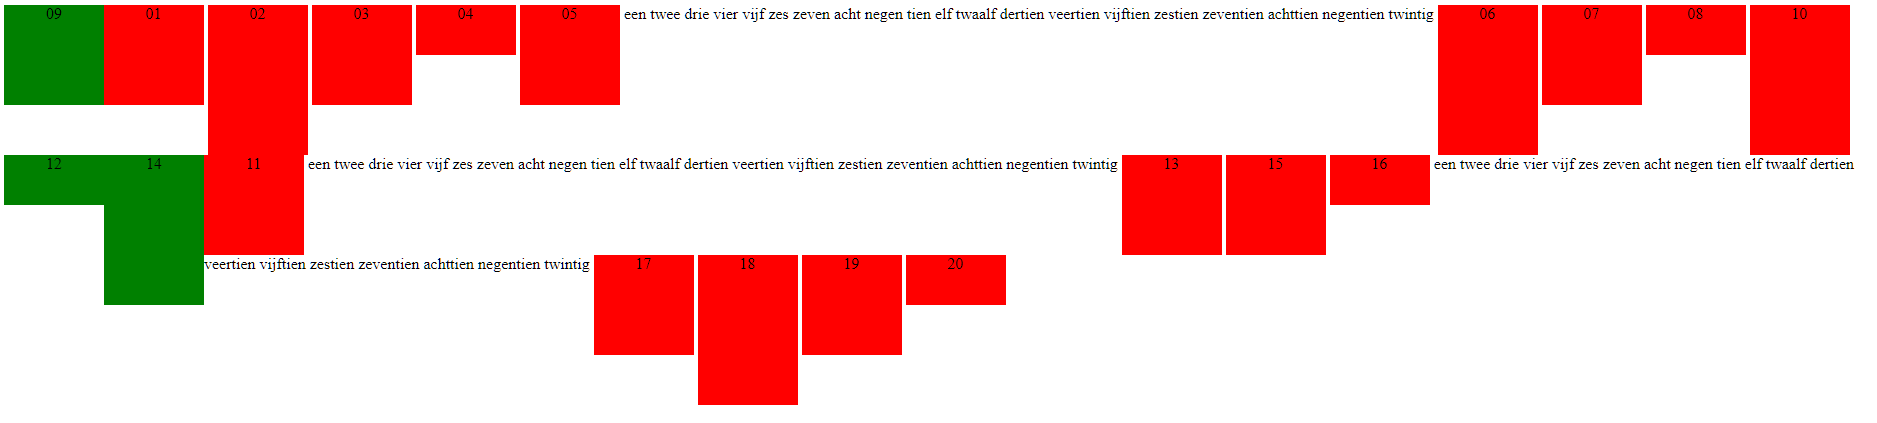 09 01 02 03 04 05 een twee drie vier vijf zes zeven acht negen tien elf twaalf dertien veertien vijftien zestien zeventien achttien negentien twintig 06 07 08 10
12 14 11 een twee drie vier vijf zes zeven acht negen tien elf twaalf dertien veertien vijftien zestien zeventien achttien negentien twintig 13 15 16 een twee drie vier vijf zes zeven acht negen tien elf twaalf dertien
veertien vijftien zestien zeventien achttien negentien twintig 17 18 19 20